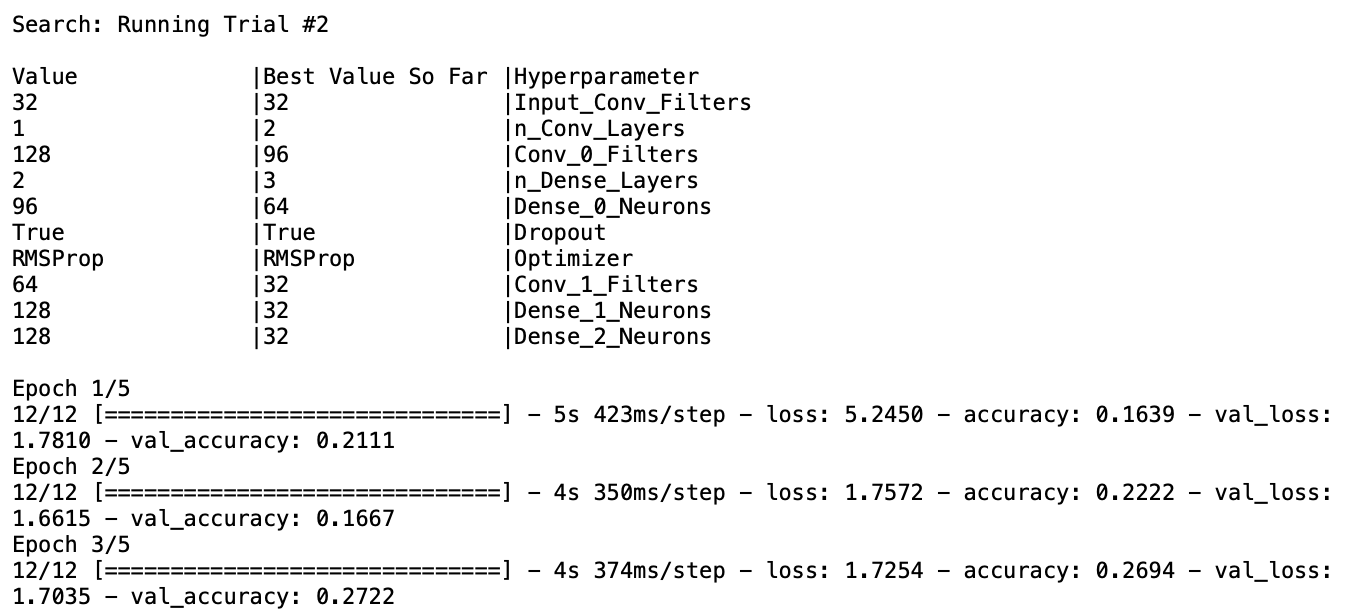 Search: Running Trial #2
Value |Best Value So Far |Hyperparameter
32 |32 |Input_Conv_Filters
1 |2 |n_Conv_Layers
128 |96 |Conv_0_Filters
2 |3 |n_Dense_Layers
96 |64 |Dense_0_Neurons
True |True |Dropout
RMSProp |RMSProp |Optimizer
64 |32 |Conv_1_Filters
128 |32 |Dense_1_Neurons
128 |32 |Dense_2_Neurons
Epoch 1/5
12/12 [==============================] - 5s 423ms/step - loss: 5.2450 - accuracy: 0.1639 - val_loss:
1.7810 - val_accuracy: 0.2111
Epoch 2/5
12/12 [==============================] - 4s 350ms/step - loss: 1.7572 - accuracy: 0.2222 - val_loss:
1.6615 - val_accuracy: 0.1667
Epoch 3/5
12/12 [==============================] - 4s 374ms/step - loss: 1.7254 - accuracy: 0.2694 - val_loss:
1.7035 - val_accuracy: 0.2722